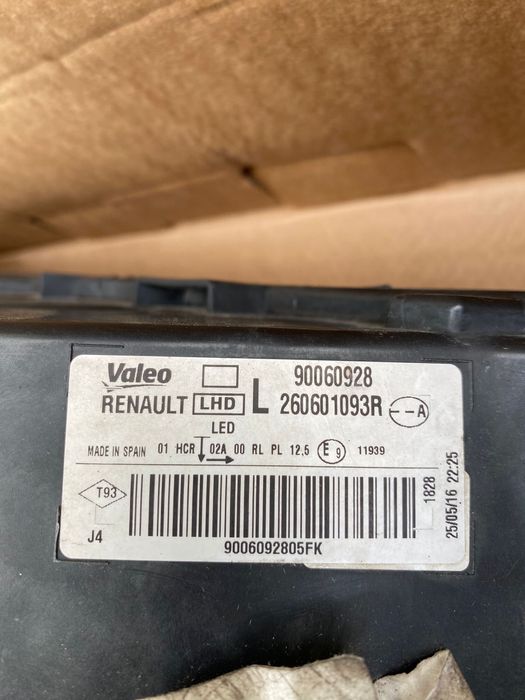 Valeo 90060928
RENAULT LHD L 260601093R --A
LED
MADE IN SPAIN 01 HCR 02A 00 RL PL 12,5 E9 11939
T93
J4
9006092805FK
1828
25/05/16 22:25